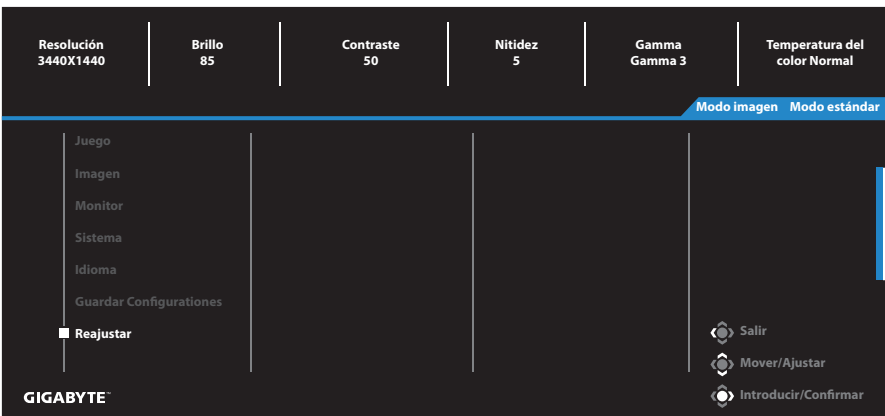 Resolución
3440X1440
Brillo
85
Contraste
50
Nitidez
5
Gamma
Gamma 3
Temperatura del
color Normal
Modo imagen Modo estándar
Juego
Imagen
Monitor
Sistema
Idioma
Guardar Configurationes
Reajustar
Salir
Mover/Ajustar
Introducir/Confirmar
GIGABYTE™